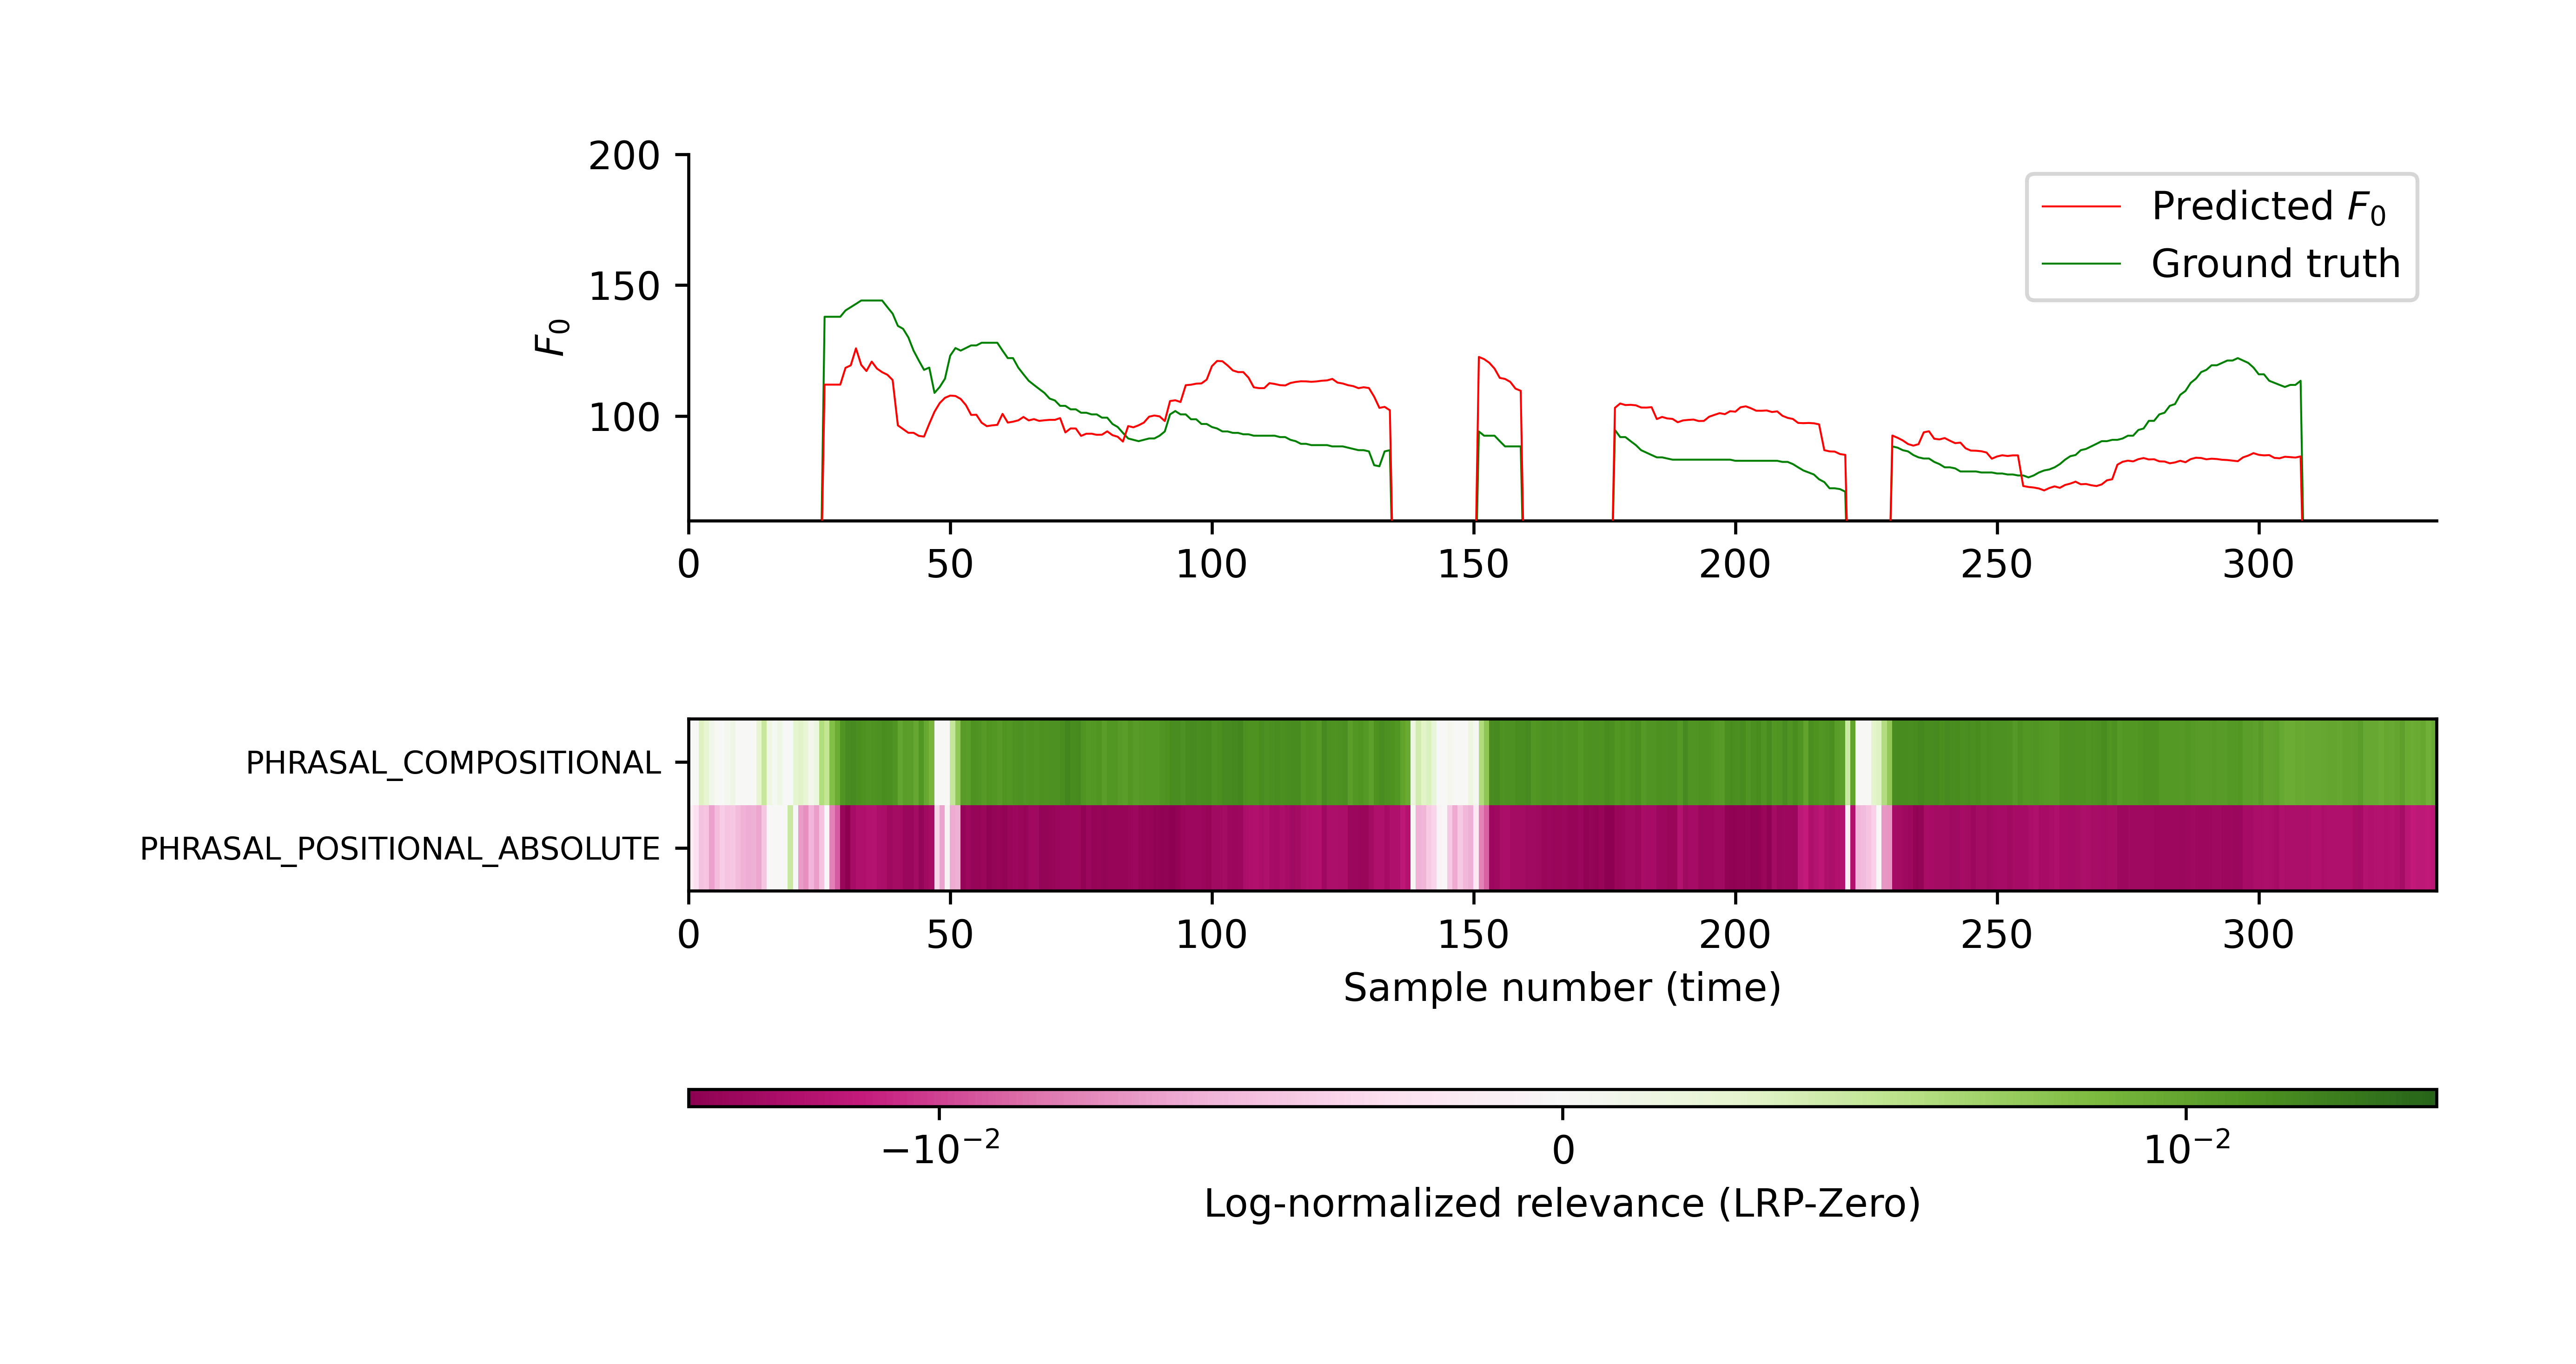 200
150
100
F₀
Predicted F₀
Ground truth
0 50 100 150 200 250 300
PHRASAL_COMPOSITIONAL
PHRASAL_POSITIONAL_ABSOLUTE
0 50 100 150 200 250 300
Sample number (time)
−10⁻² 0 10⁻²
Log-normalized relevance (LRP-Zero)